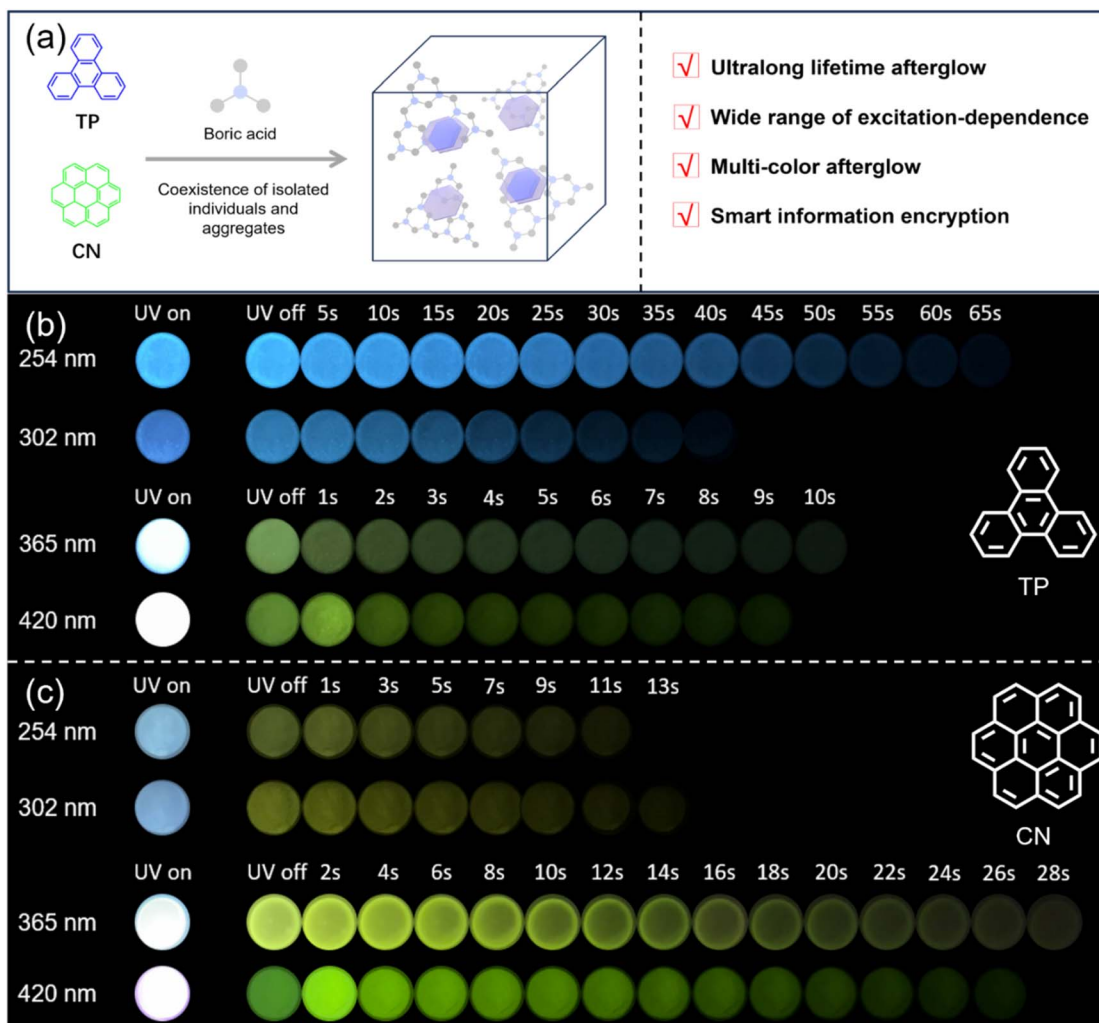 (a)
TP
CN
Boric acid
Coexistence of isolated
individuals and
aggregates
√ Ultralong lifetime afterglow
√ Wide range of excitation-dependence
√ Multi-color afterglow
√ Smart information encryption
(b)
UV on UV off 5s 10s 15s 20s 25s 30s 35s 40s 45s 50s 55s 60s 65s
254 nm
302 nm
UV on UV off 1s 2s 3s 4s 5s 6s 7s 8s 9s 10s
365 nm
420 nm
TP
(c)
UV on UV off 1s 3s 5s 7s 9s 11s 13s
254 nm
302 nm
CN
UV on UV off 2s 4s 6s 8s 10s 12s 14s 16s 18s 20s 22s 24s 26s 28s
365 nm
420 nm